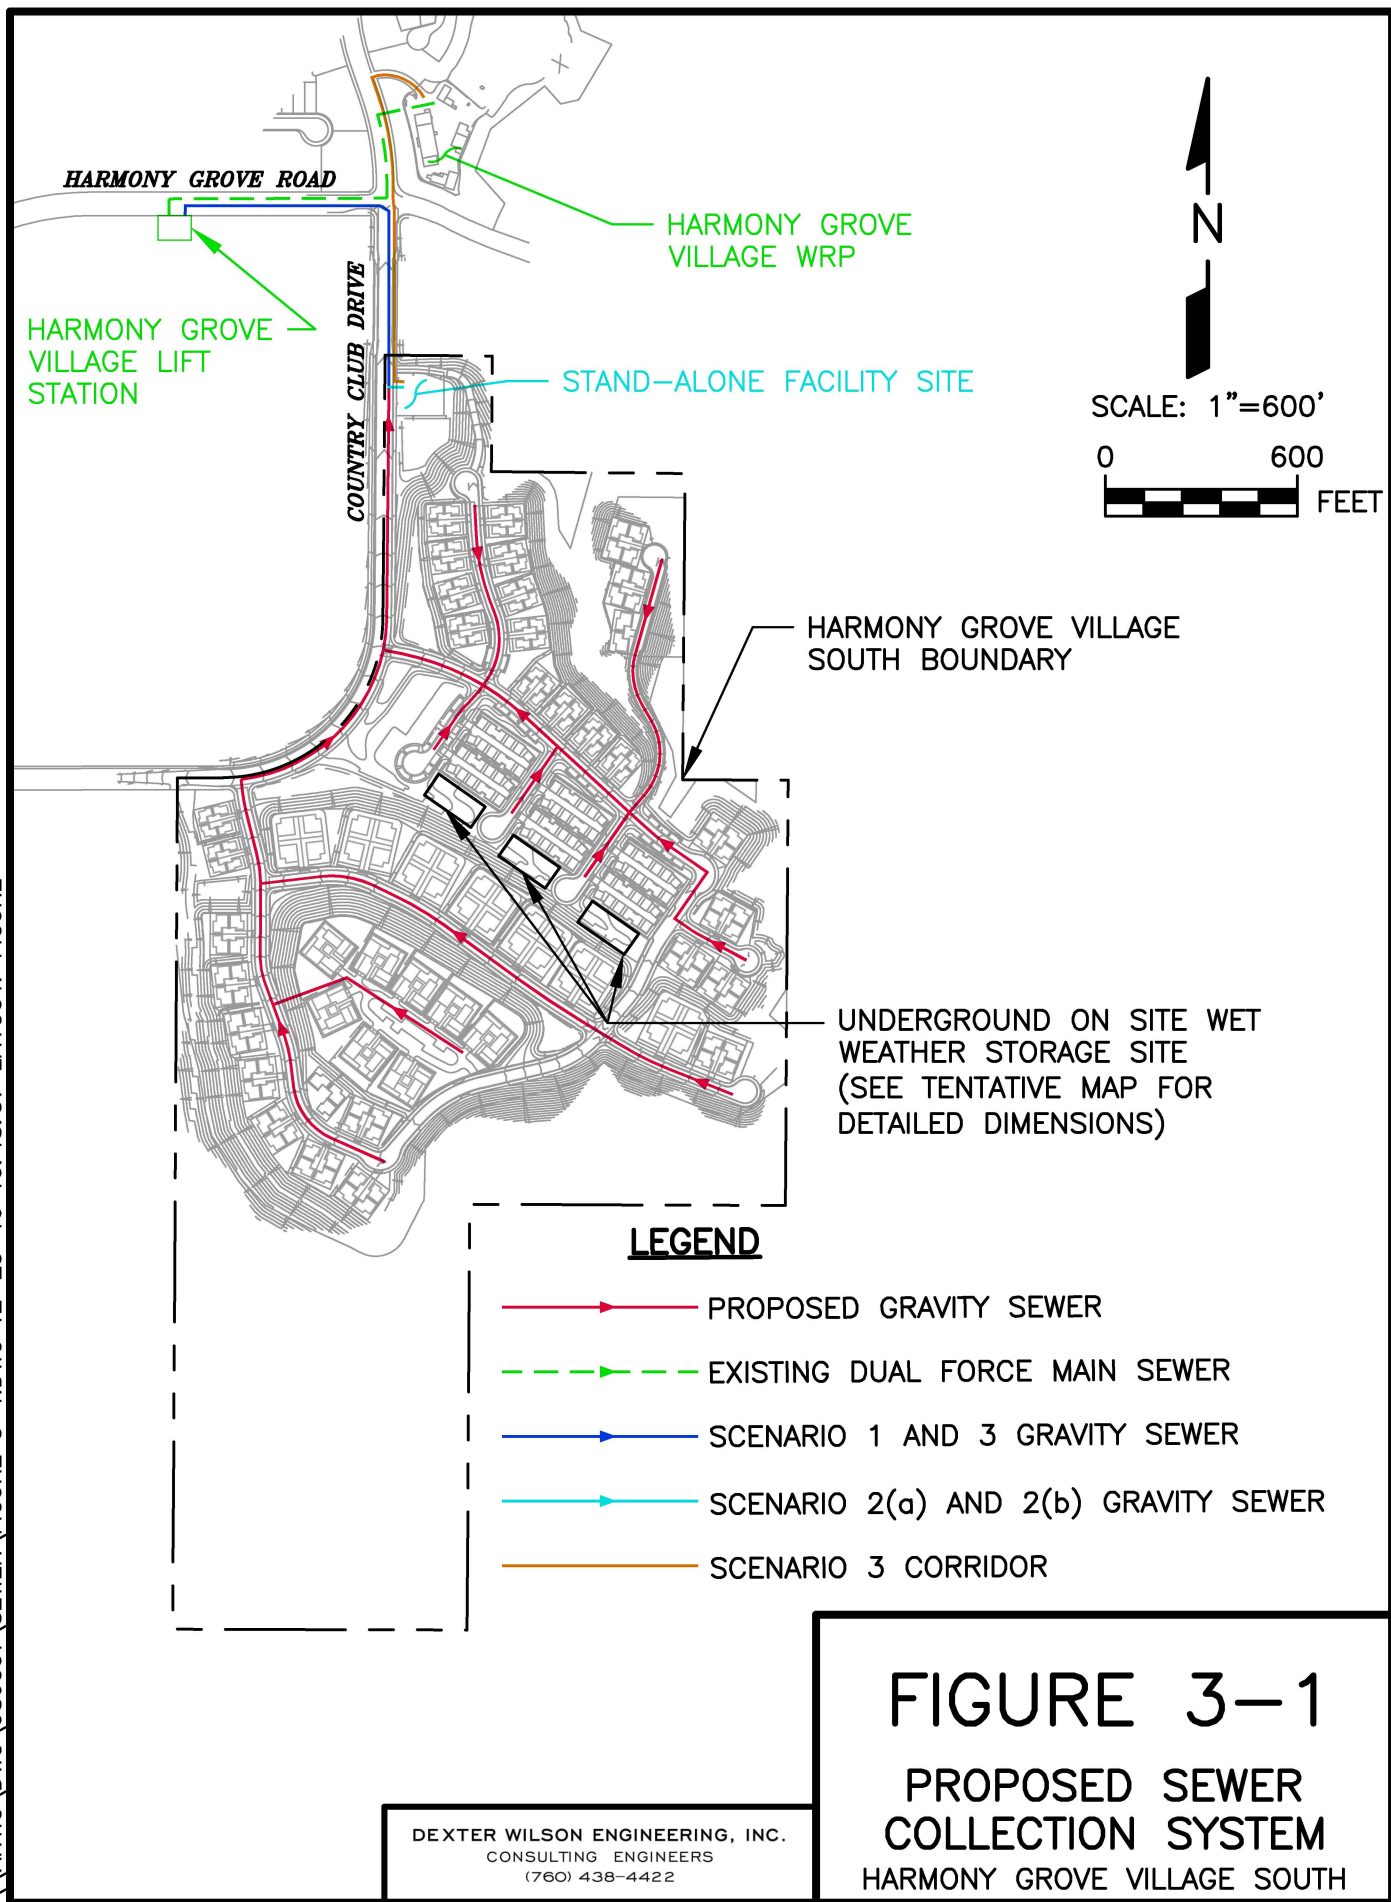 HARMONY GROVE ROAD
HARMONY GROVE
VILLAGE WRP
N
HARMONY GROVE
VILLAGE LIFT
STATION
COUNTRY CLUB DRIVE
STAND-ALONE FACILITY SITE
SCALE: 1"=600'
0 600
FEET
HARMONY GROVE VILLAGE
SOUTH BOUNDARY
UNDERGROUND ON SITE WET
WEATHER STORAGE SITE
(SEE TENTATIVE MAP FOR
DETAILED DIMENSIONS)
LEGEND
PROPOSED GRAVITY SEWER
EXISTING DUAL FORCE MAIN SEWER
SCENARIO 1 AND 3 GRAVITY SEWER
SCENARIO 2(a) AND 2(b) GRAVITY SEWER
SCENARIO 3 CORRIDOR
FIGURE 3-1
PROPOSED SEWER
COLLECTION SYSTEM
HARMONY GROVE VILLAGE SOUTH
DEXTER WILSON ENGINEERING, INC.
CONSULTING ENGINEERS
(760) 438-4422